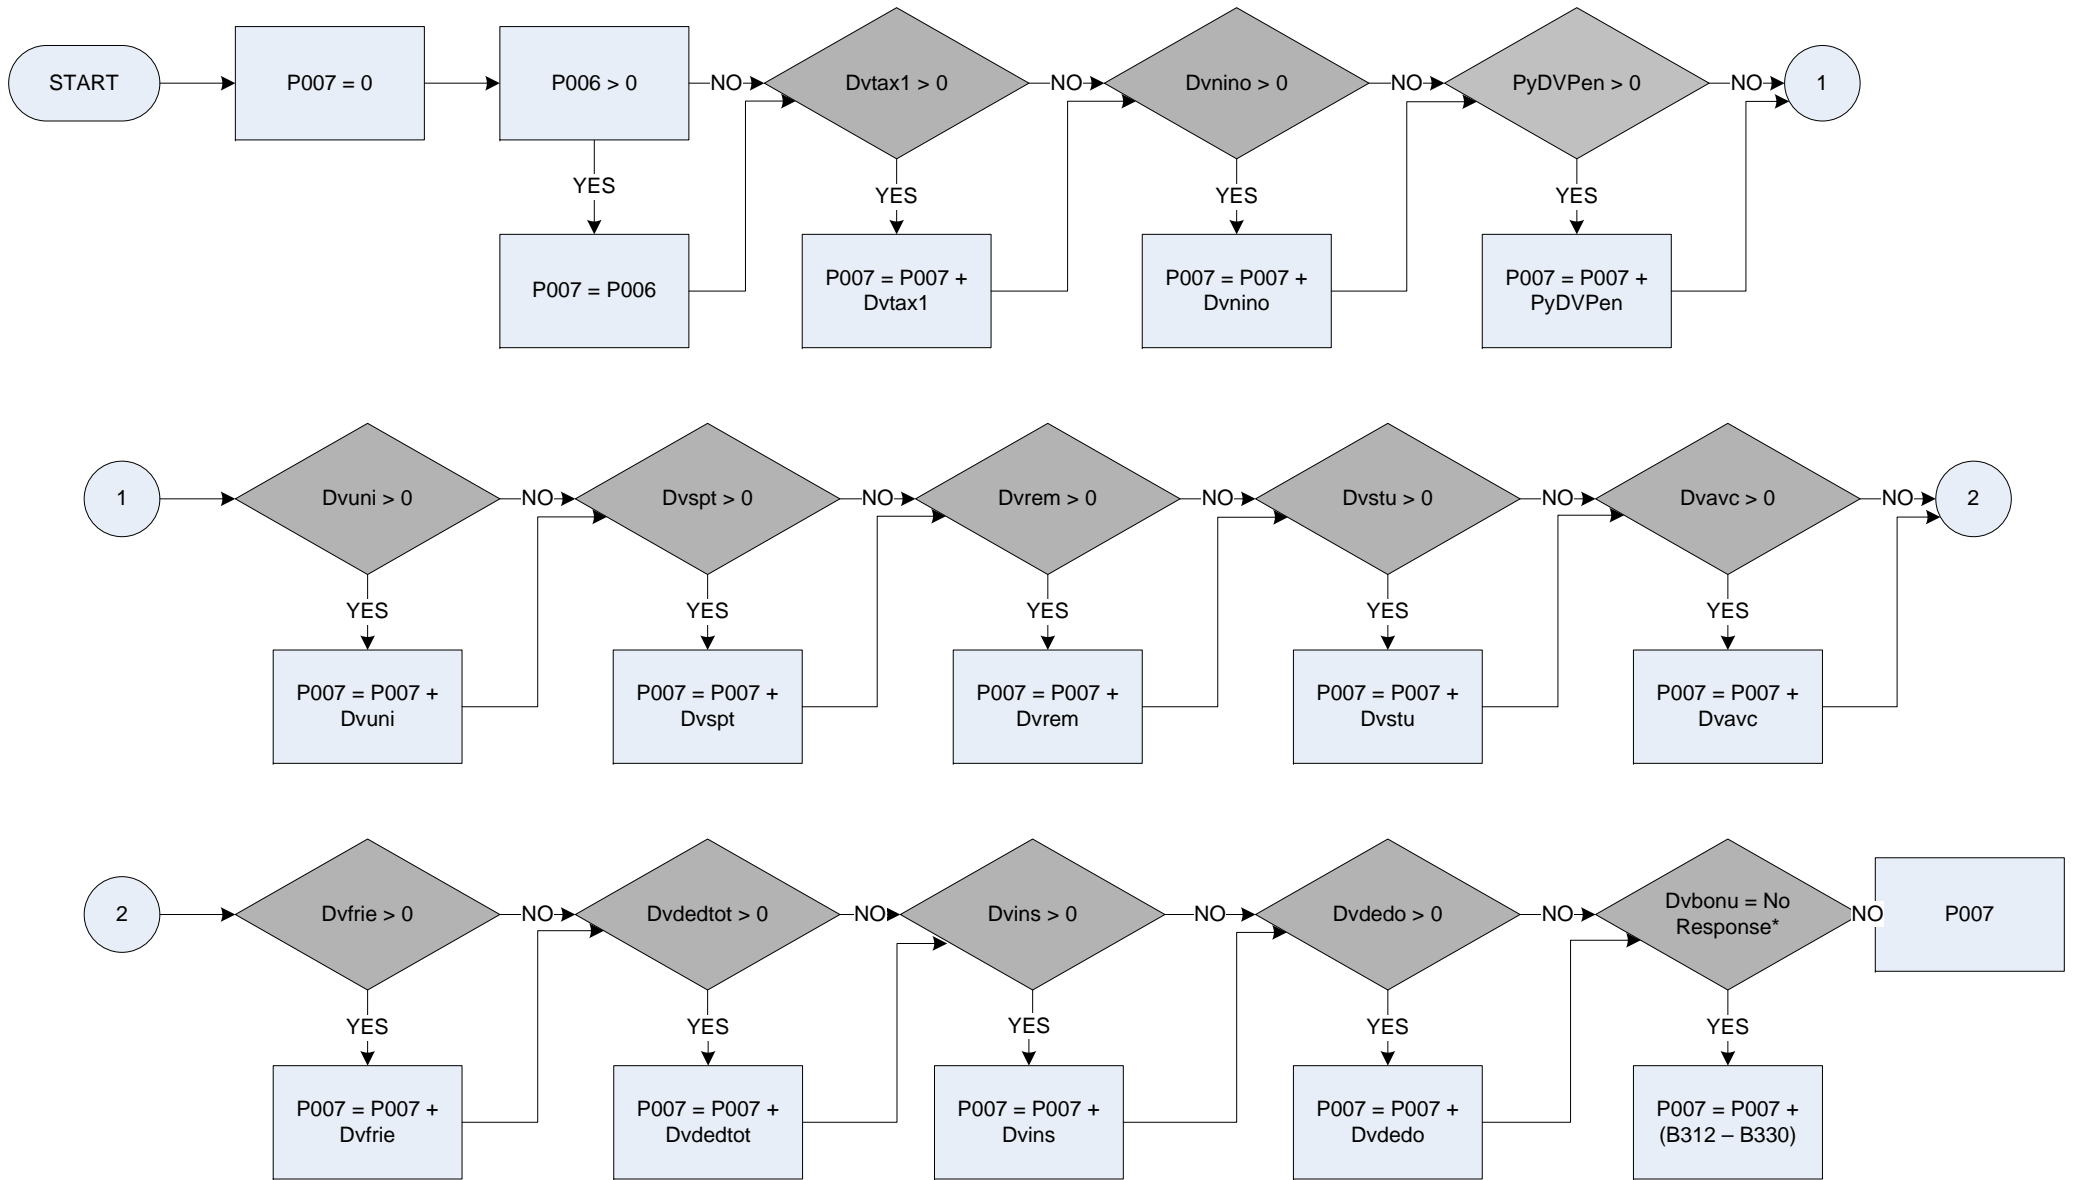 START
P007 = 0
P006 > 0
NO
Dvtax1 > 0
NO
Dvnino > 0
NO
PyDVPen > 0
NO
1
YES
YES
YES
YES
P007 = P006
P007 = P007 +
Dvtax1
P007 = P007 +
Dvnino
P007 = P007 +
PyDVPen
1
Dvuni > 0
NO
Dvspt > 0
NO
Dvrem > 0
NO
Dvstu > 0
NO
Dvavc > 0
NO
2
YES
YES
YES
YES
YES
P007 = P007 +
Dvuni
P007 = P007 +
Dvspt
P007 = P007 +
Dvrem
P007 = P007 +
Dvstu
P007 = P007 +
Dvavc
2
Dvfrie > 0
NO
Dvdedtot > 0
NO
Dvins > 0
NO
Dvdedo > 0
NO
Dvbonu = No
Response*
NO
P007
YES
YES
YES
YES
YES
P007 = P007 +
Dvfrie
P007 = P007 +
Dvdedtot
P007 = P007 +
Dvins
P007 = P007 +
Dvdedo
P007 = P007 +
(B312 – B330)